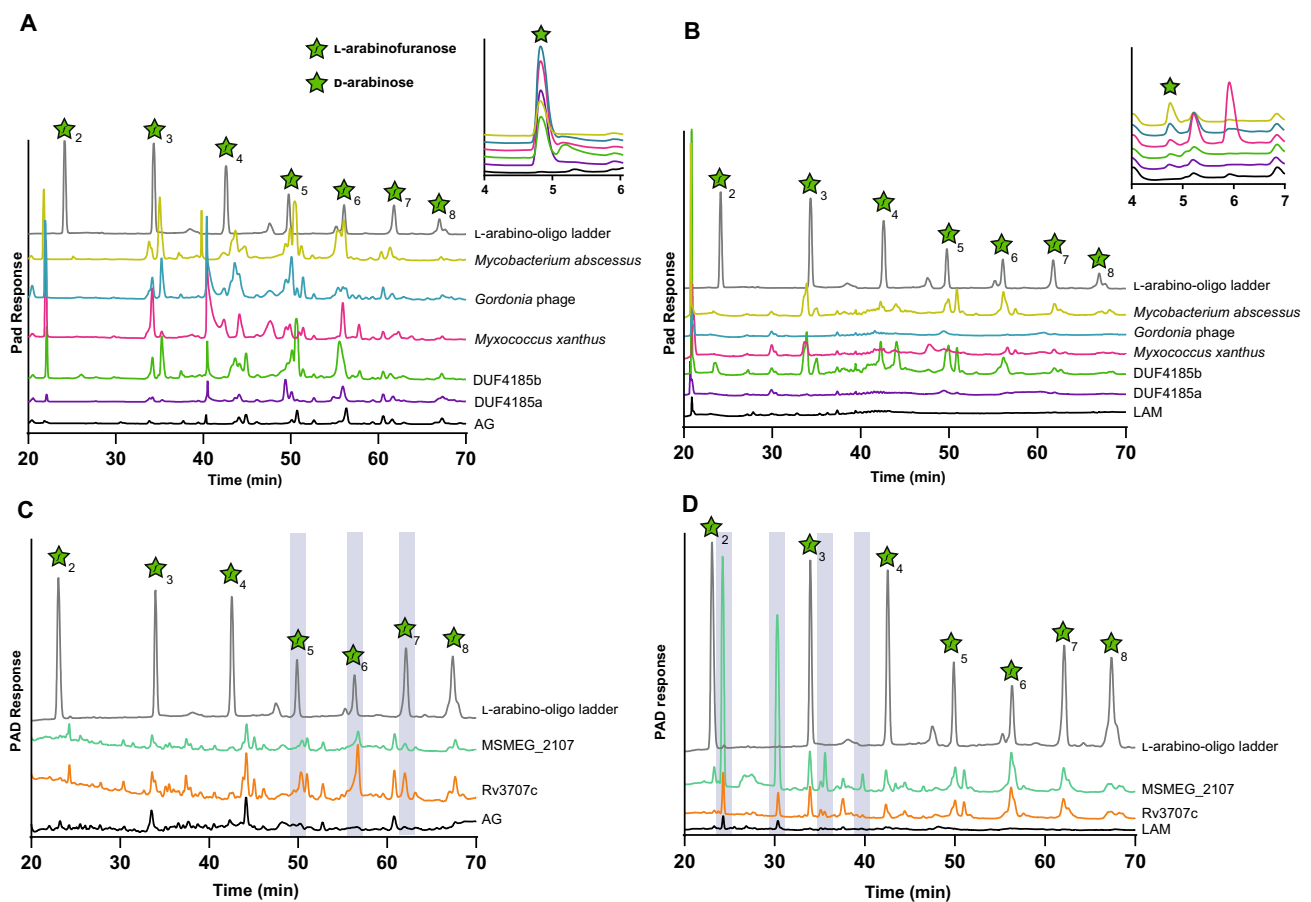 A
L-arabinofuranose
D-arabinose
f 2
f 3
f 4
f 5
f 6
f 7
f 8
4
5
6
L-arabino-oligo ladder
Mycobacterium abscessus
Gordonia phage
Myxococcus xanthus
DUF4185b
DUF4185a
AG
Pad Response
20 30 40 50 60 70
Time (min)
B
f 2
f 3
f 4
f 5
f 6
f 7
f 8
4 5 6 7
L-arabino-oligo ladder
Mycobacterium abscessus
Gordonia phage
Myxococcus xanthus
DUF4185b
DUF4185a
LAM
Pad Response
20 30 40 50 60 70
Time (min)
C
f 2
f 3
f 4
f 5
f 6
f 7
f 8
L-arabino-oligo ladder
MSMEG_2107
Rv3707c
AG
PAD Response
20 30 40 50 60 70
Time (min)
D
f 2
f 3
f 4
f 5
f 6
f 7
f 8
L-arabino-oligo ladder
MSMEG_2107
Rv3707c
LAM
PAD response
20 30 40 50 60 70
Time (min)